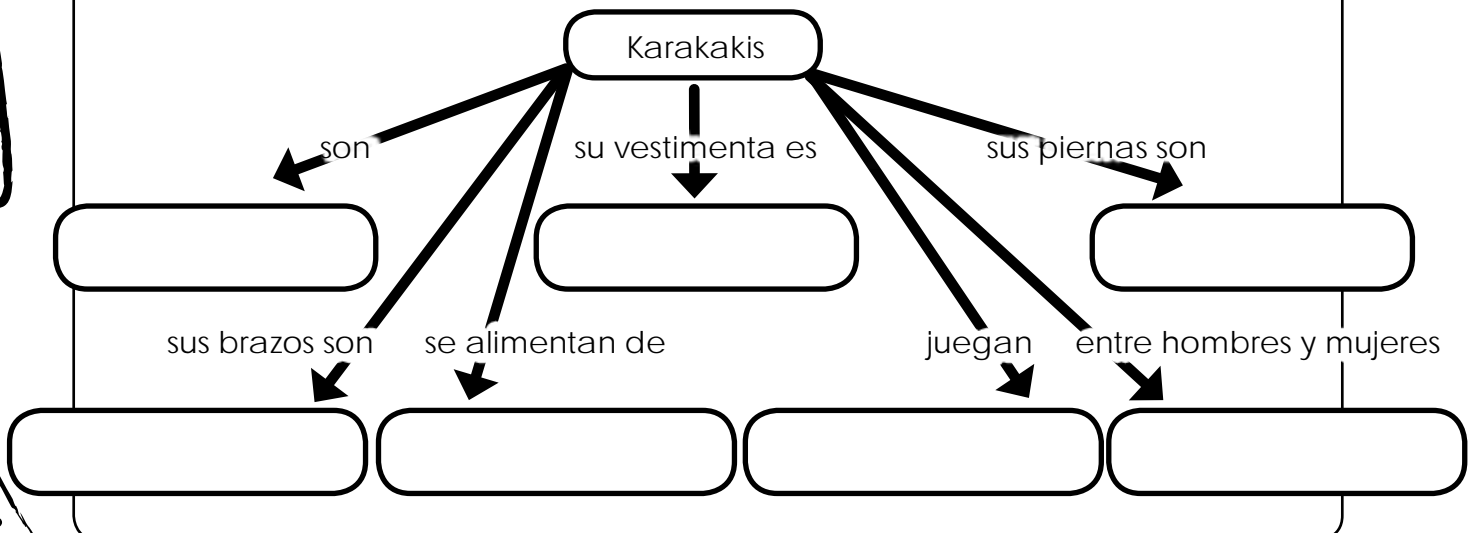 Karakakis
son
su vestimenta es
sus piernas son
sus brazos son
se alimentan de
juegan
entre hombres y mujeres